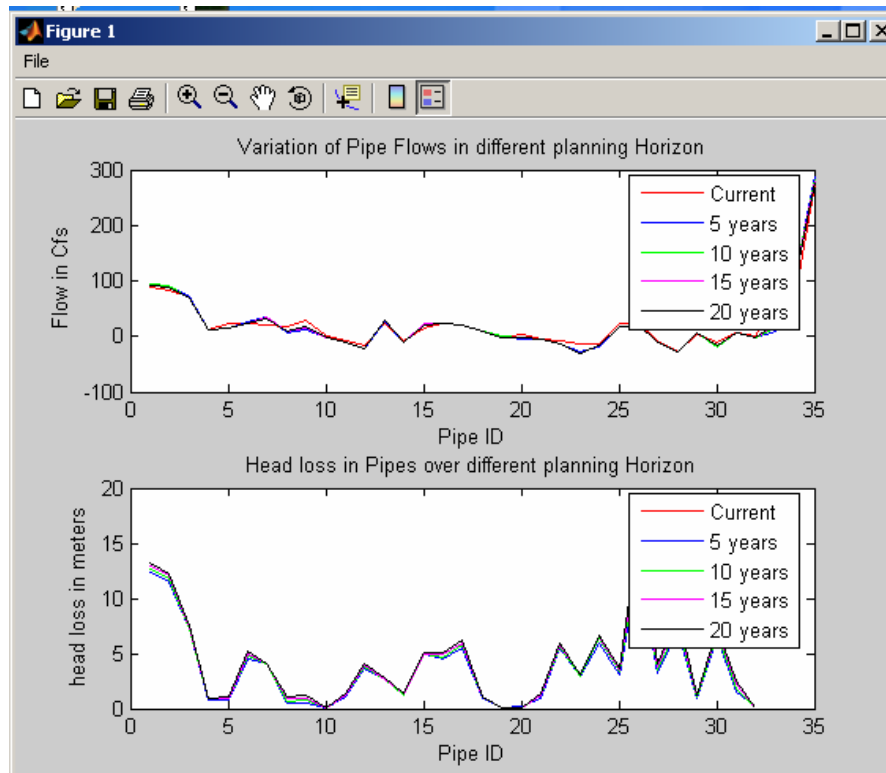 Figure 1
File
Variation of Pipe Flows in different planning Horizon
300
200
100
0
-100
Flow in Cfs
Current
5 years
10 years
15 years
20 years
0 5 10 15 20 25 30 35
Pipe ID
Head loss in Pipes over different planning Horizon
20
15
10
5
0
head loss in meters
Current
5 years
10 years
15 years
20 years
0 5 10 15 20 25 30 35
Pipe ID